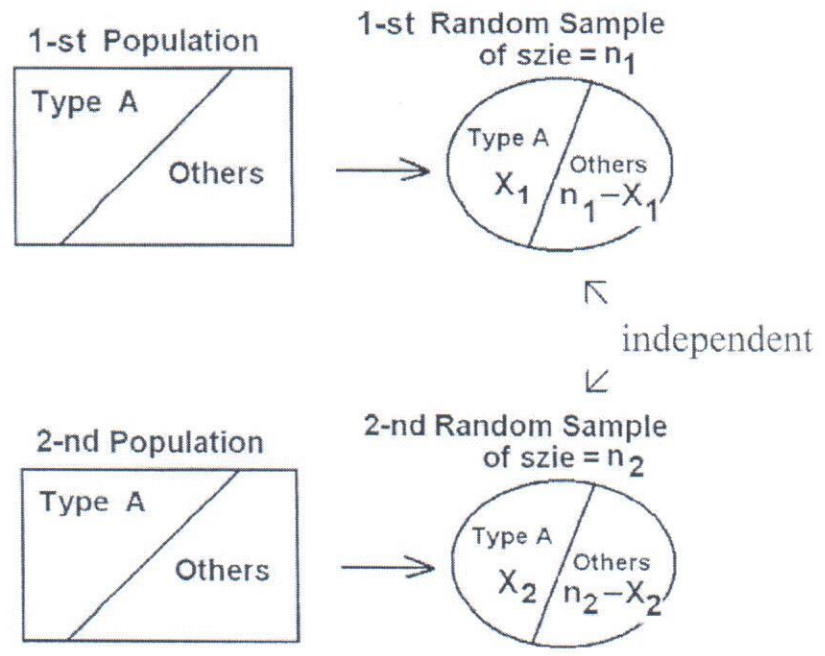 1-st Population
Type A
Others
1-st Random Sample
of szie = n₁
Type A
X₁
Others
n₁–X₁
independent
2-nd Population
Type A
Others
2-nd Random Sample
of szie = n₂
Type A
X₂
Others
n₂–X₂